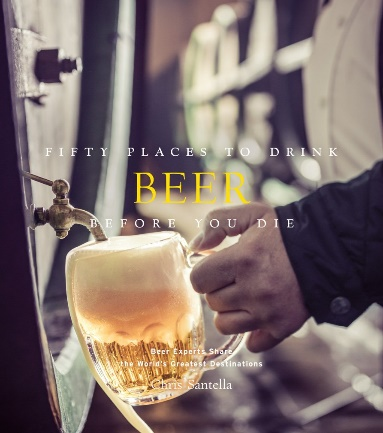 FIFTY PLACES TO DRINK
BEER
BEFORE YOU DIE
Beer Experts Share
the World's Greatest Destinations
Chris Santella